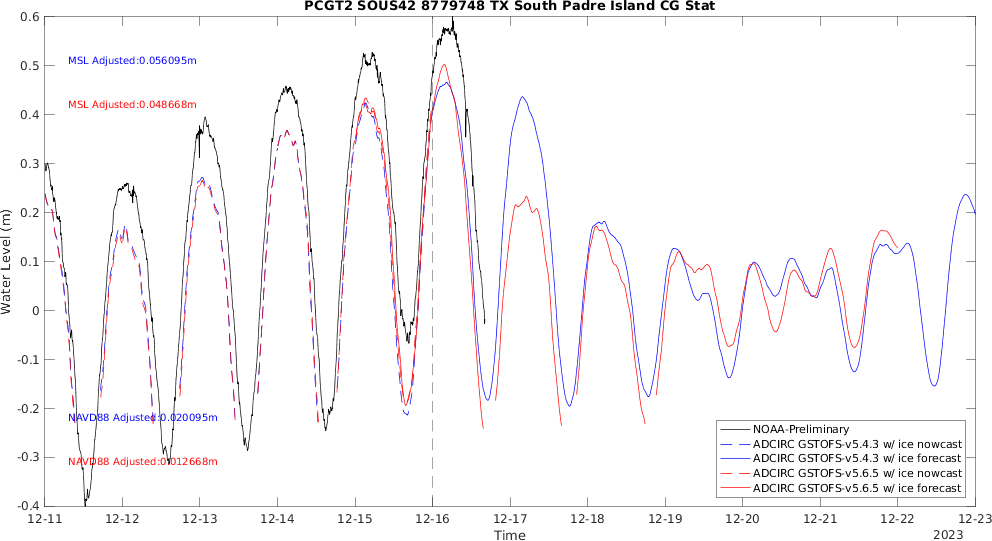 PCGT2 SOUS42 8779748 TX South Padre Island CG Stat
0.6
0.5
0.4
0.3
0.2
0.1
0
-0.1
-0.2
-0.3
-0.4
Water Level (m)
MSL Adjusted:0.056095m
MSL Adjusted:0.048668m
NAVD88 Adjusted:0.020095m
NAVD88 Adjusted:0.012668m
NOAA-Preliminary
ADCIRC GSTOFS-v5.4.3 w/ ice nowcast
ADCIRC GSTOFS-v5.4.3 w/ ice forecast
ADCIRC GSTOFS-v5.6.5 w/ ice nowcast
ADCIRC GSTOFS-v5.6.5 w/ ice forecast
12-11 12-12 12-13 12-14 12-15 12-16 12-17 12-18 12-19 12-20 12-21 12-22 12-23
Time
2023